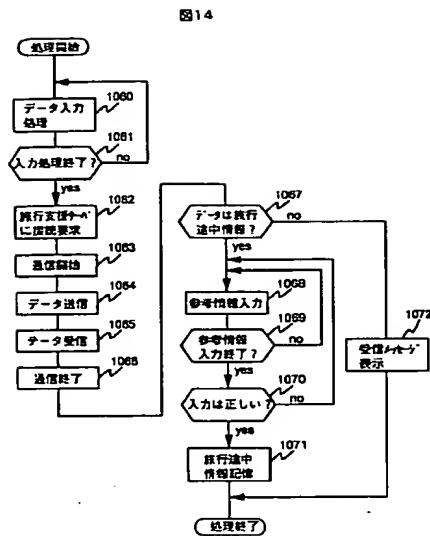 図14
処理開始
1060
データ入力
処理
1061
入力処理終了?
no
yes
1062
旅行支援サーバ
に接続要求
1063
通信開始
1064
データ送信
1065
データ受信
1066
通信終了
1067
データは旅行
途中情報?
no
yes
1068
参考情報入力
1069
参考情報
入力終了?
no
yes
1070
入力は正しい?
no
yes
1071
旅行途中
情報記憶
1072
受信メッセージ
表示
処理終了